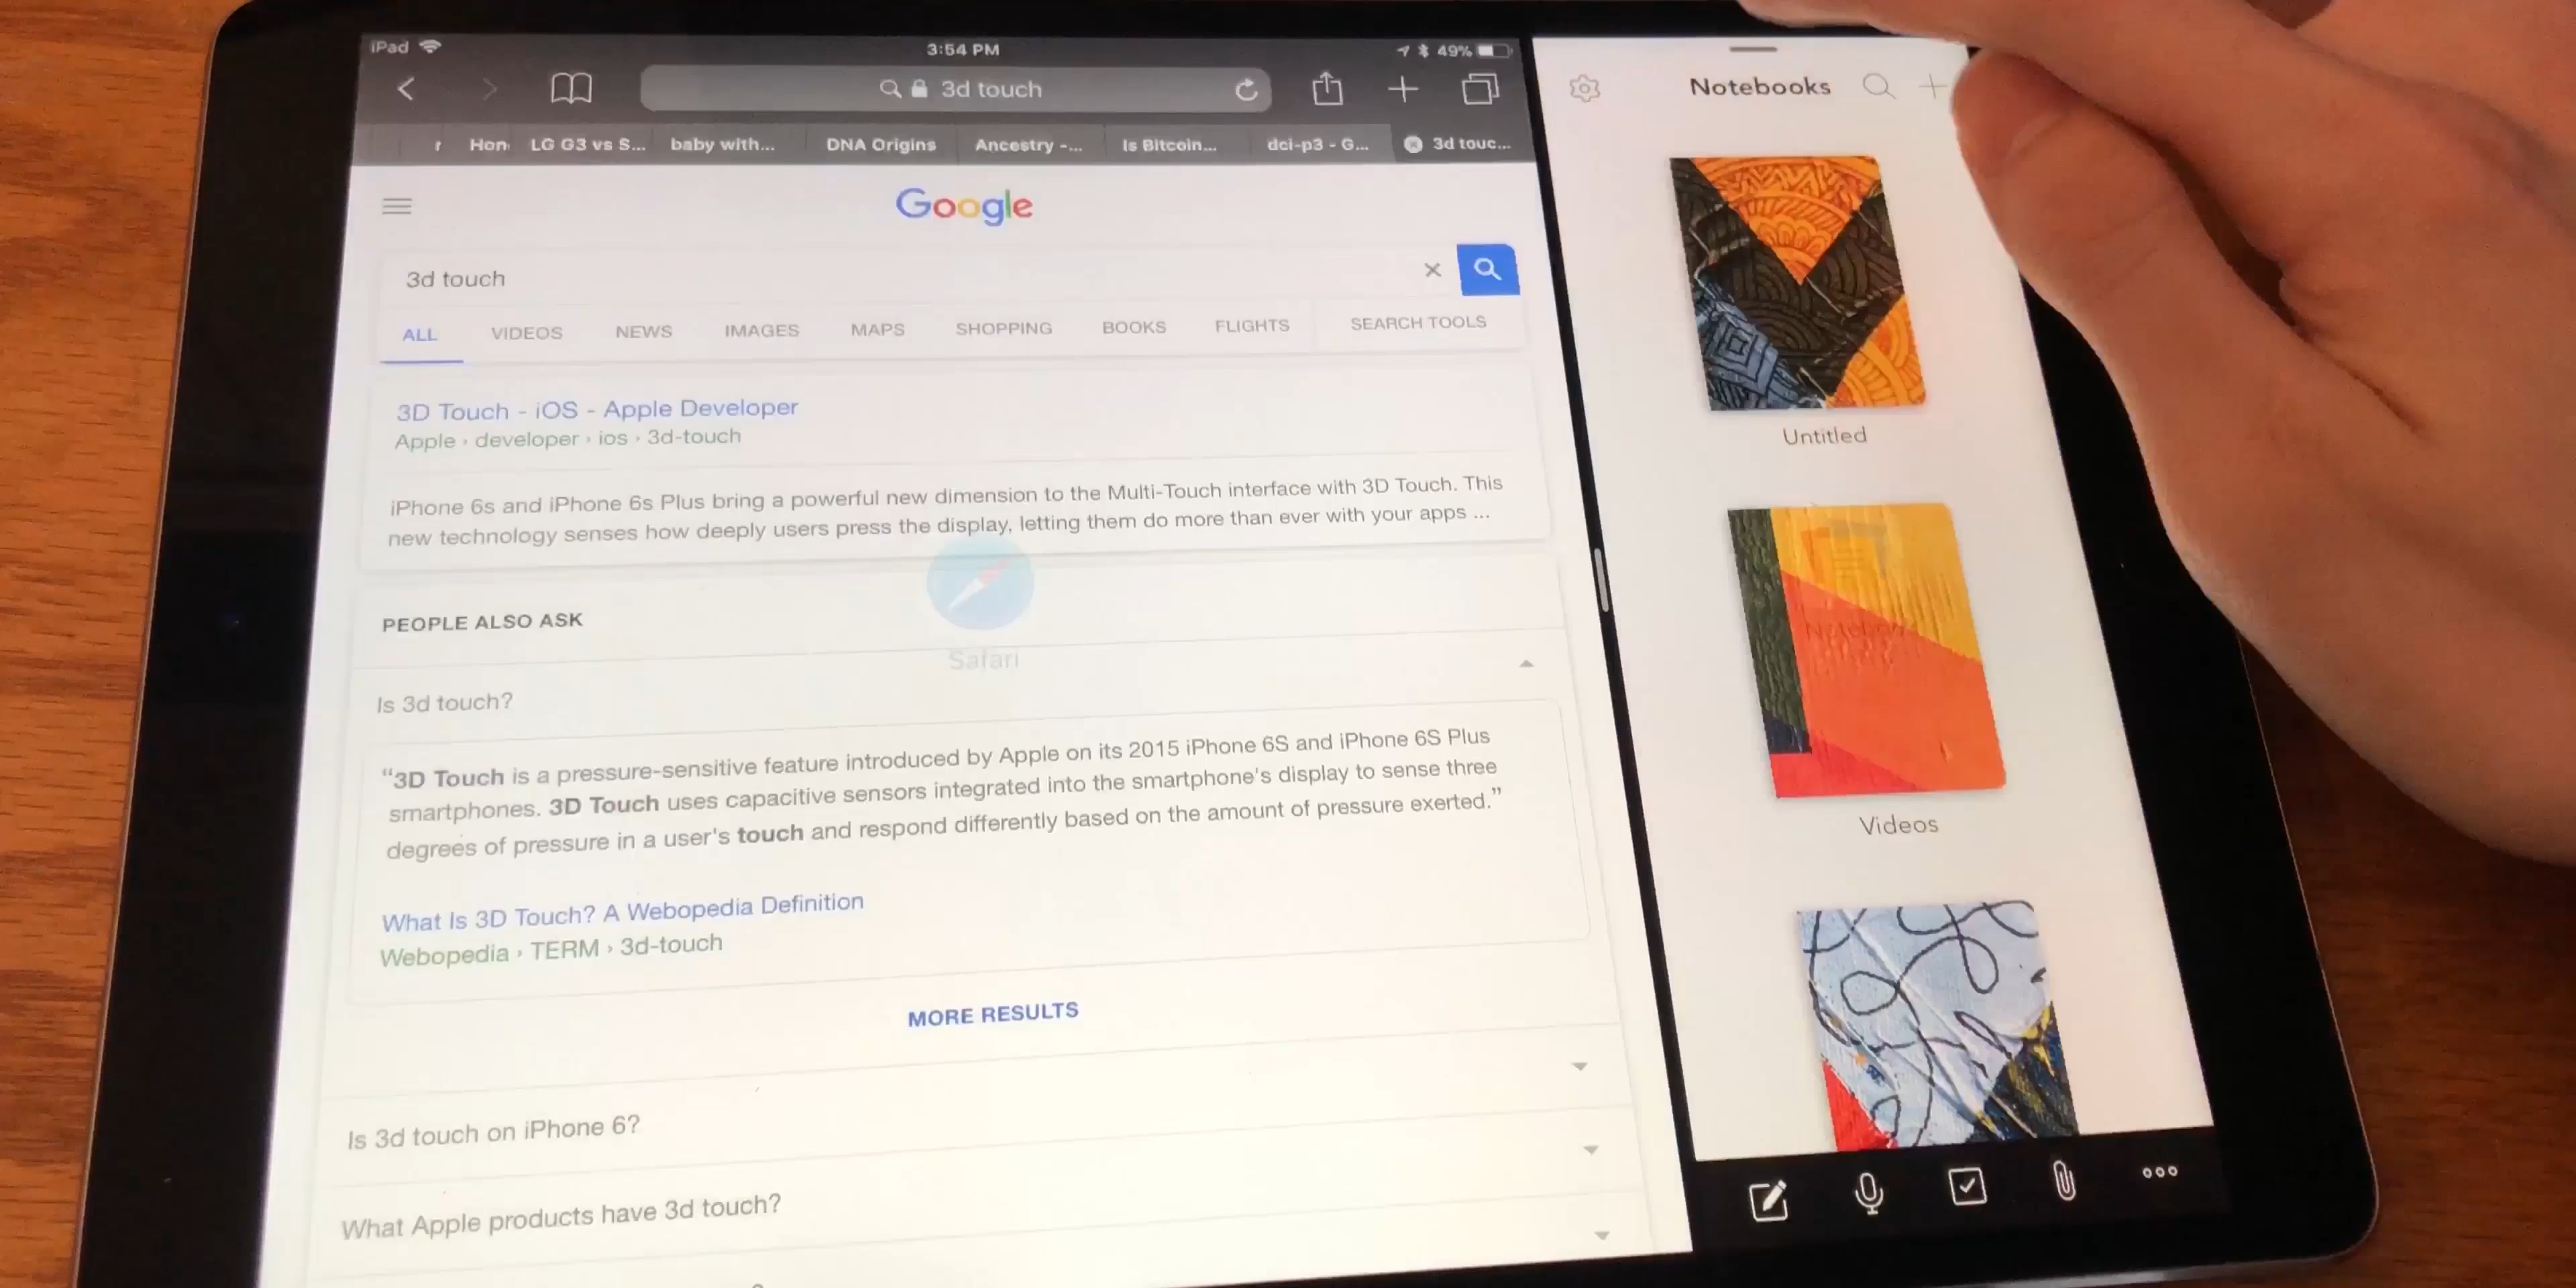 iPad
3:54 PM
49%
3d touch
r
Hon
LG G3 vs S...
baby with...
DNA Origins
Ancestry -...
Is Bitcoin...
dci-p3 - G...
3d touc...
Google
3d touch
ALL
VIDEOS
NEWS
IMAGES
MAPS
SHOPPING
BOOKS
FLIGHTS
SEARCH TOOLS
3D Touch - iOS - Apple Developer
Apple › developer › ios › 3d-touch
iPhone 6s and iPhone 6s Plus bring a powerful new dimension to the Multi-Touch interface with 3D Touch. This
new technology senses how deeply users press the display, letting them do more than ever with your apps ...
Safari
PEOPLE ALSO ASK
Is 3d touch?
“3D Touch is a pressure-sensitive feature introduced by Apple on its 2015 iPhone 6S and iPhone 6S Plus
smartphones. 3D Touch uses capacitive sensors integrated into the smartphone's display to sense three
degrees of pressure in a user's touch and respond differently based on the amount of pressure exerted.”
What Is 3D Touch? A Webopedia Definition
Webopedia › TERM › 3d-touch
MORE RESULTS
Is 3d touch on iPhone 6?
What Apple products have 3d touch?
Notebooks
Untitled
Videos